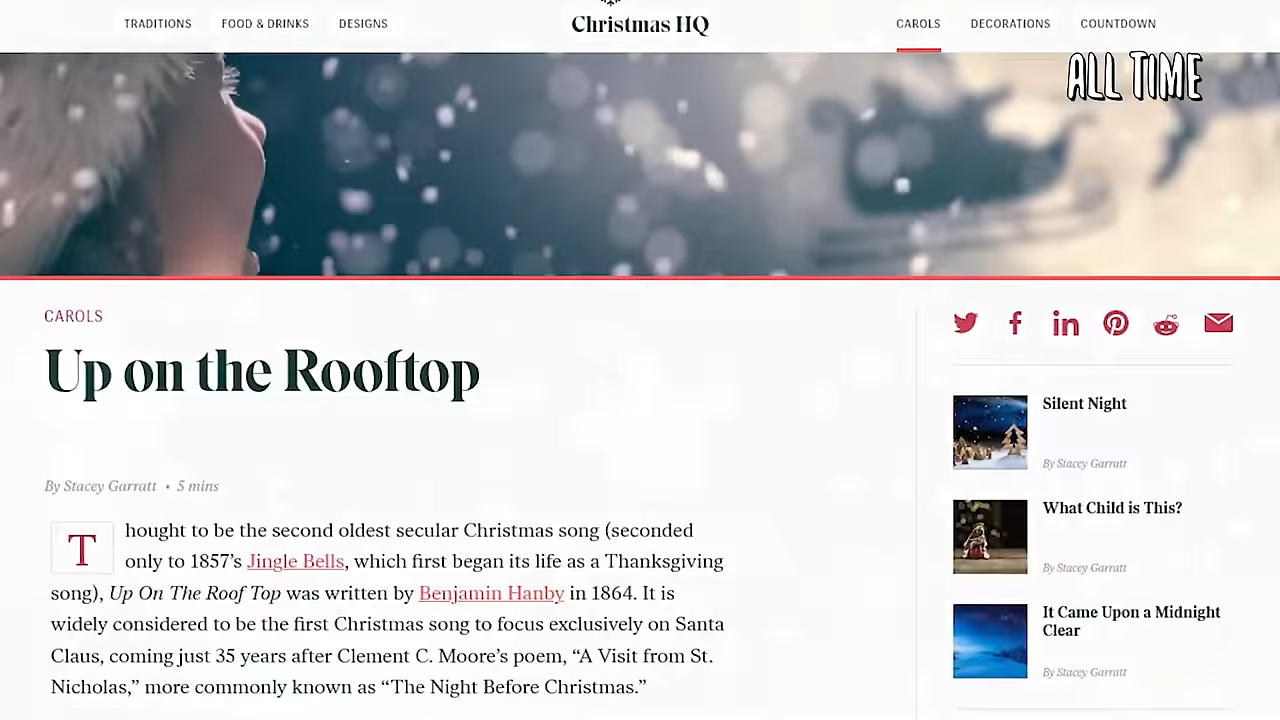 TRADITIONS FOOD & DRINKS DESIGNS Christmas HQ CAROLS DECORATIONS COUNTDOWN
ALL TIME
CAROLS
Up on the Rooftop
By Stacey Garratt • 5 mins
Thought to be the second oldest secular Christmas song (seconded
only to 1857’s Jingle Bells, which first began its life as a Thanksgiving
song), Up On The Roof Top was written by Benjamin Hanby in 1864. It is
widely considered to be the first Christmas song to focus exclusively on Santa
Claus, coming just 35 years after Clement C. Moore’s poem, “A Visit from St.
Nicholas,” more commonly known as “The Night Before Christmas.”
Silent Night
By Stacey Garratt
What Child is This?
By Stacey Garratt
It Came Upon a Midnight
Clear
By Stacey Garratt